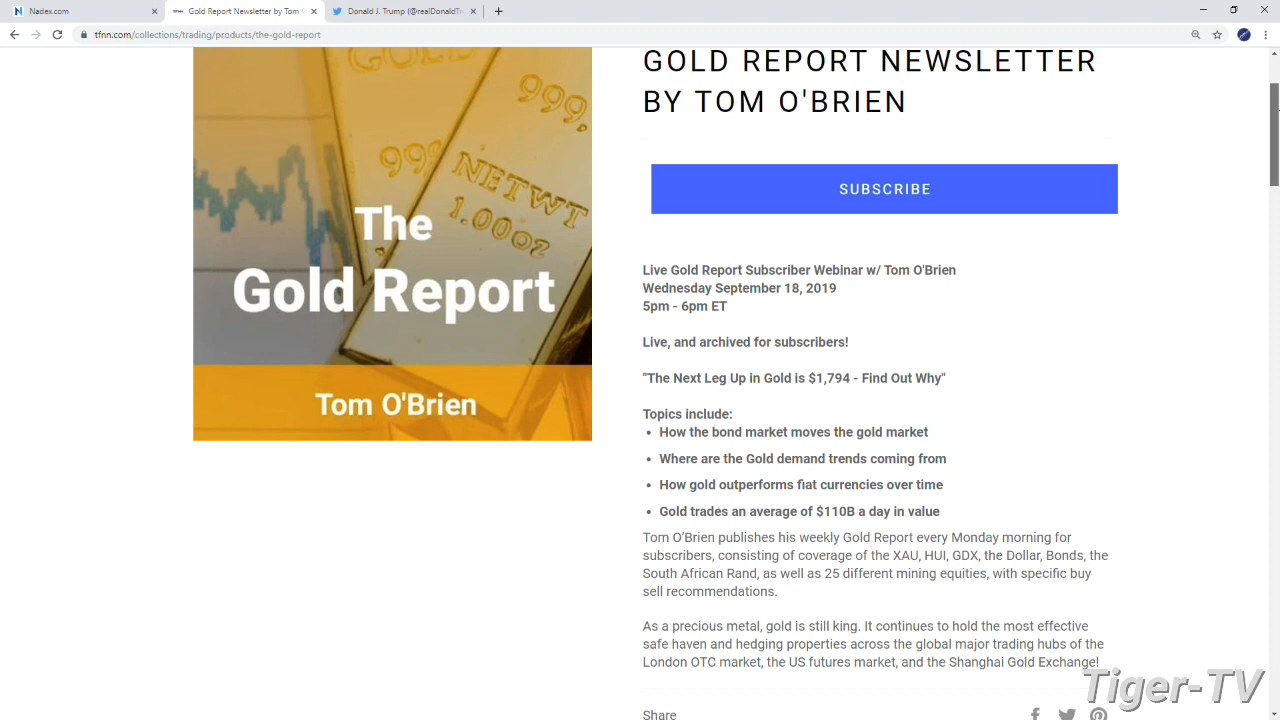 Nadex.com
Gold Report Newsletter by Tom O
Donald J. Trump (@realDonaldTr
tfnn.com/collections/trading/products/the-gold-report
GOLD
999.
999
NETWT
1.00oz
The
Gold Report
Tom O'Brien
GOLD REPORT NEWSLETTER
BY TOM O'BRIEN
SUBSCRIBE
Live Gold Report Subscriber Webinar w/ Tom O'Brien
Wednesday September 18, 2019
5pm - 6pm ET
Live, and archived for subscribers!
"The Next Leg Up in Gold is $1,794 - Find Out Why"
Topics include:
• How the bond market moves the gold market
• Where are the Gold demand trends coming from
• How gold outperforms fiat currencies over time
• Gold trades an average of $110B a day in value
Tom O’Brien publishes his weekly Gold Report every Monday morning for
subscribers, consisting of coverage of the XAU, HUI, GDX, the Dollar, Bonds, the
South African Rand, as well as 25 different mining equities, with specific buy
sell recommendations.
As a precious metal, gold is still king. It continues to hold the most effective
safe haven and hedging properties across the global major trading hubs of the
London OTC market, the US futures market, and the Shanghai Gold Exchange!
Tiger-TV
Share